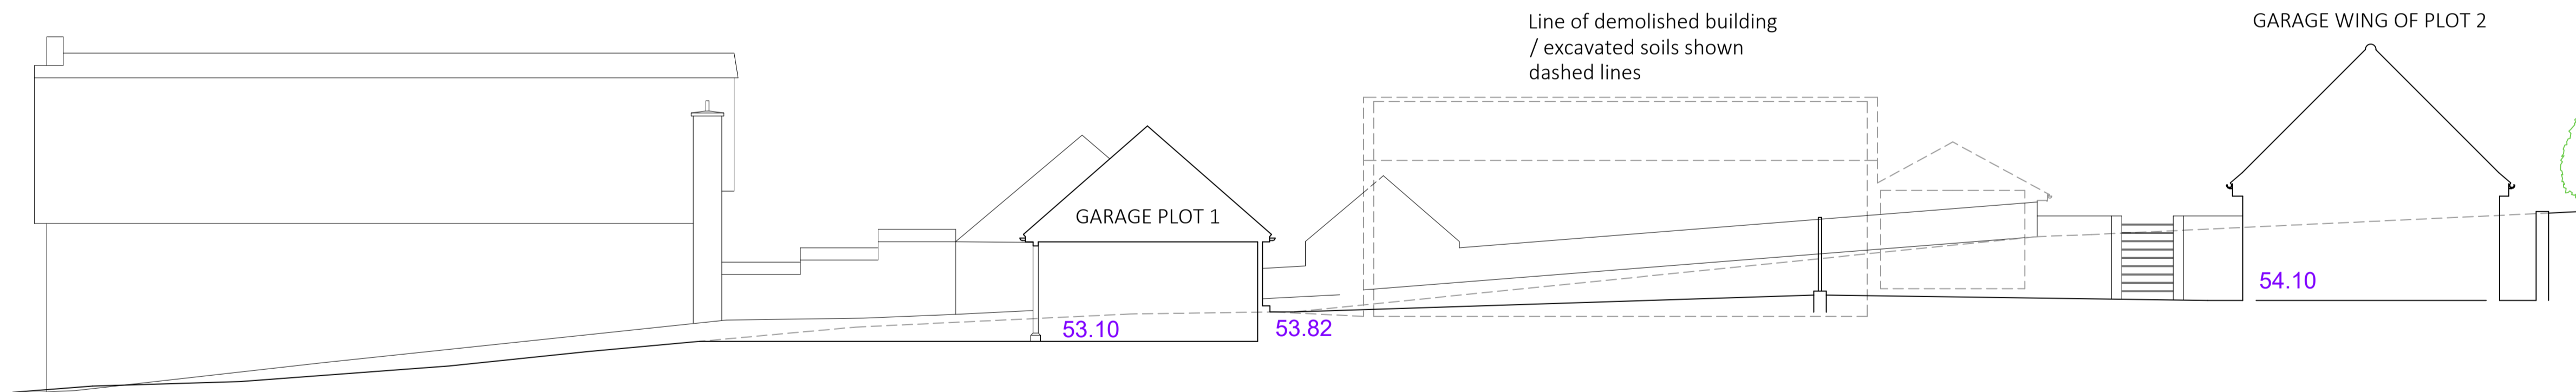 Line of demolished building
/ excavated soils shown
dashed lines
GARAGE WING OF PLOT 2
GARAGE PLOT 1
53.10
53.82
54.10